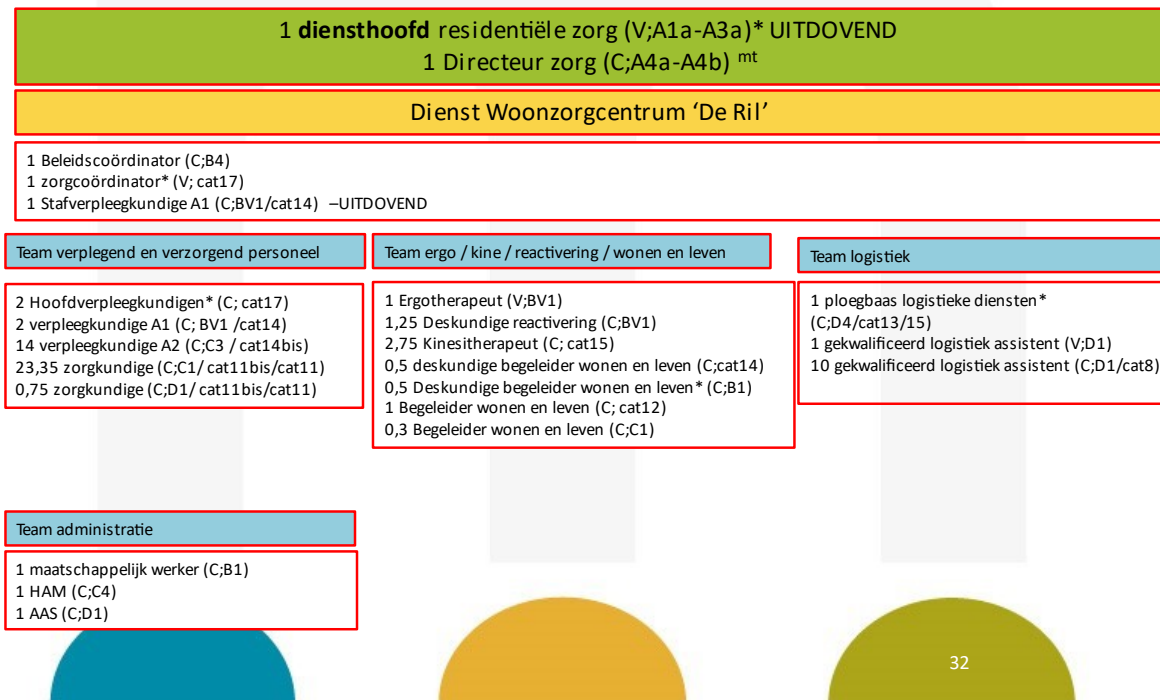 1 diensthoofd residentiële zorg (V;A1a-A3a)* UITDOVEND
1 Directeur zorg (C;A4a-A4b) mt
Dienst Woonzorgcentrum ‘De Ril’
1 Beleidscoördinator (C;B4)
1 zorgcoördinator* (V; cat17)
1 Stafverpleegkundige A1 (C;BV1/cat14) –UITDOVEND
Team verplegend en verzorgend personeel
2 Hoofdverpleegkundigen* (C; cat17)
2 verpleegkundige A1 (C; BV1 /cat14)
14 verpleegkundige A2 (C;C3 / cat14bis)
23,35 zorgkundige (C;C1/ cat11bis/cat11)
0,75 zorgkundige (C;D1/ cat11bis/cat11)
Team ergo / kine / reactivering / wonen en leven
1 Ergotherapeut (V;BV1)
1,25 Deskundige reactivering (C;BV1)
2,75 Kinesitherapeut (C; cat15)
0,5 deskundige begeleider wonen en leven (C;cat14)
0,5 Deskundige begeleider wonen en leven* (C;B1)
1 Begeleider wonen en leven (C; cat12)
0,3 Begeleider wonen en leven (C;C1)
Team logistiek
1 ploegbaas logistieke diensten*
(C;D4/cat13/15)
1 gekwalificeerd logistiek assistent (V;D1)
10 gekwalificeerd logistiek assistent (C;D1/cat8)
Team administratie
1 maatschappelijk werker (C;B1)
1 HAM (C;C4)
1 AAS (C;D1)
32